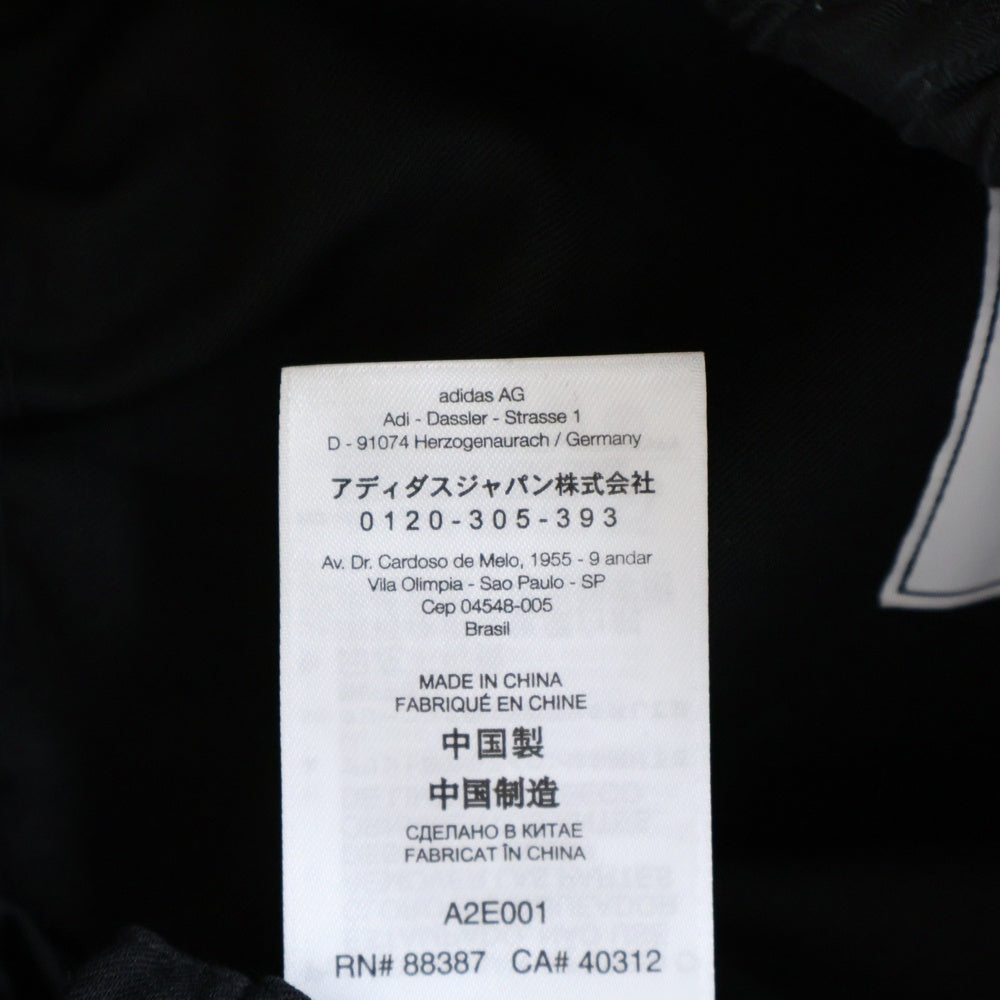 adidas AG
Adi - Dassler - Strasse 1
D - 91074 Herzogenaurach / Germany
アディダスジャパン株式会社
0120-305-393
Av. Dr. Cardoso de Melo, 1955 - 9 andar
Vila Olimpia - Sao Paulo - SP
Cep 04548-005
Brasil
MADE IN CHINA
FABRIQUÉ EN CHINE
中国製
中国制造
СДЕЛАНО В КИТАЕ
FABRICAT ÎN CHINA
A2E001
RN# 88387 CA# 40312